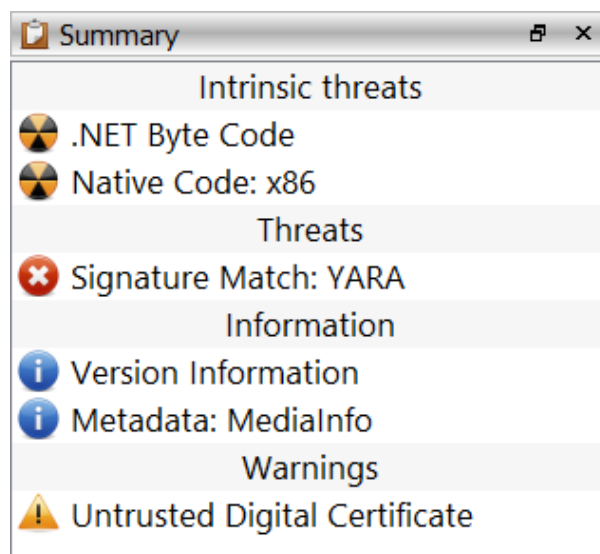 Summary
Intrinsic threats
.NET Byte Code
Native Code: x86
Threats
Signature Match: YARA
Information
Version Information
Metadata: MediaInfo
Warnings
Untrusted Digital Certificate